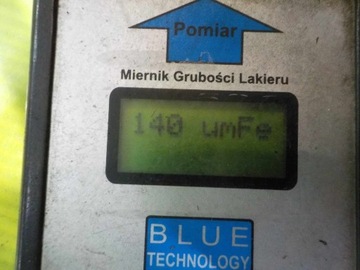 Pomiar
Miernik Grubości Lakieru
140 umFe
BLUE
TECHNOLOGY